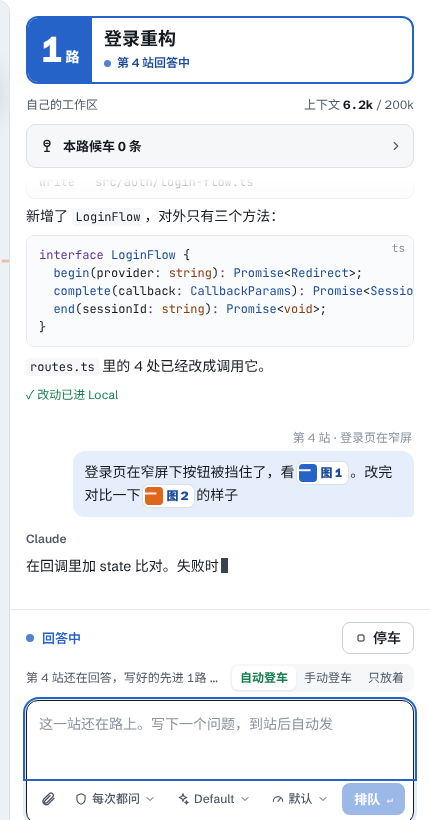 1 路
登录重构
第 4 站回答中
自己的工作区
上下文 6.2k / 200k
本路候车 0 条
Write src/auth/login-flow.ts
新增了 LoginFlow，对外只有三个方法：
ts
interface LoginFlow {
begin(provider: string): Promise<Redirect>;
complete(callback: CallbackParams): Promise<Sessio
end(sessionId: string): Promise<void>;
}
routes.ts 里的 4 处已经改成调用它。
✓ 改动已进 Local
第 4 站 · 登录页在窄屏
登录页在窄屏下按钮被挡住了，看 图 1 。改完
对比一下 图 2 的样子
Claude
在回调里加 state 比对。失败时
回答中
停车
第 4 站还在回答，写好的先进 1路 ...
自动登车
手动登车
只放着
这一站还在路上。写下一个问题，到站后自动发
每次都问
Default
默认
排队 ↵